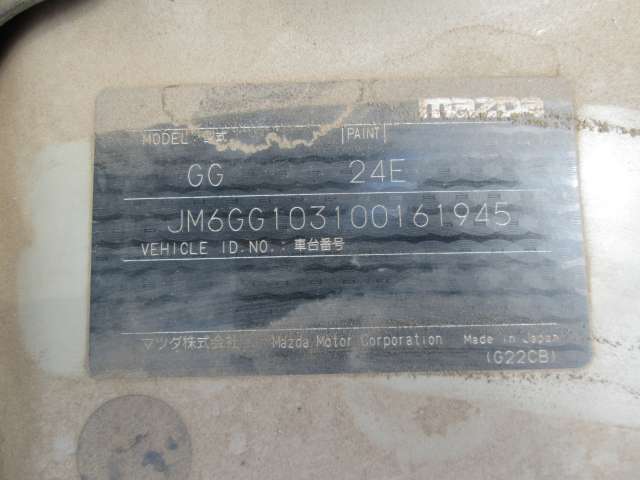 mazda
MODEL:型式 PAINT
GG 24E
JM6GG103100161945
VEHICLE ID.NO.:車台番号
マツダ株式会社 Mazda Motor Corporation Made in Japan
(G22CB)